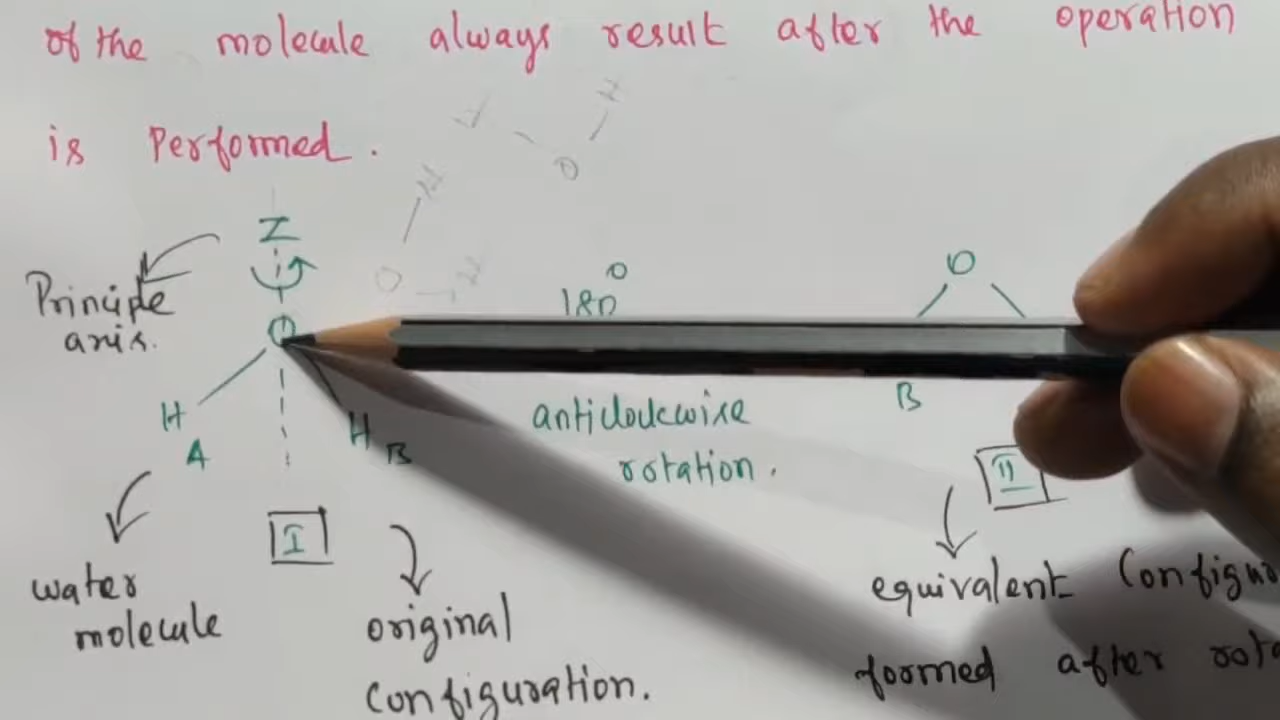 of the molecule always result after the operation
is Performed.
H
H O
H
O H
Z
Principle
axis.
O
H
A
H B
180°
anticlockwise
rotation.
O
B
I
II
water
molecule
original
configuration.
equivalent
formed after